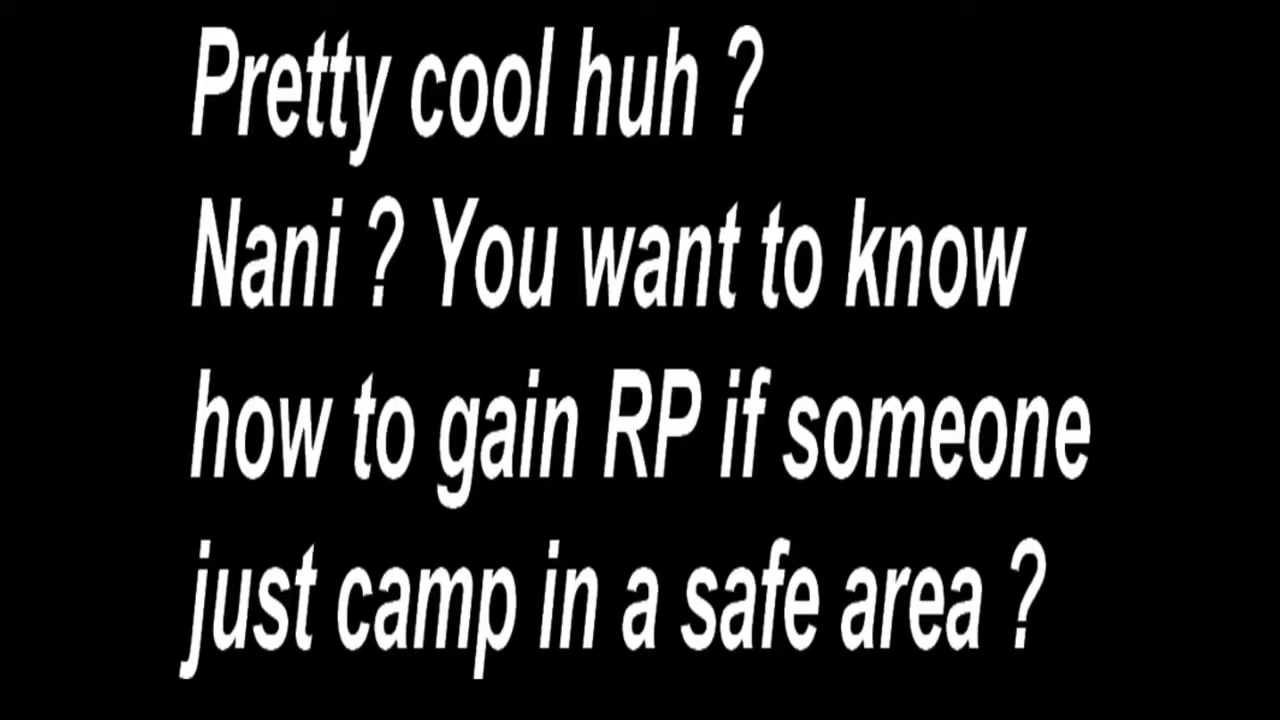 Pretty cool huh ?
Nani ? You want to know
how to gain RP if someone
just camp in a safe area ?